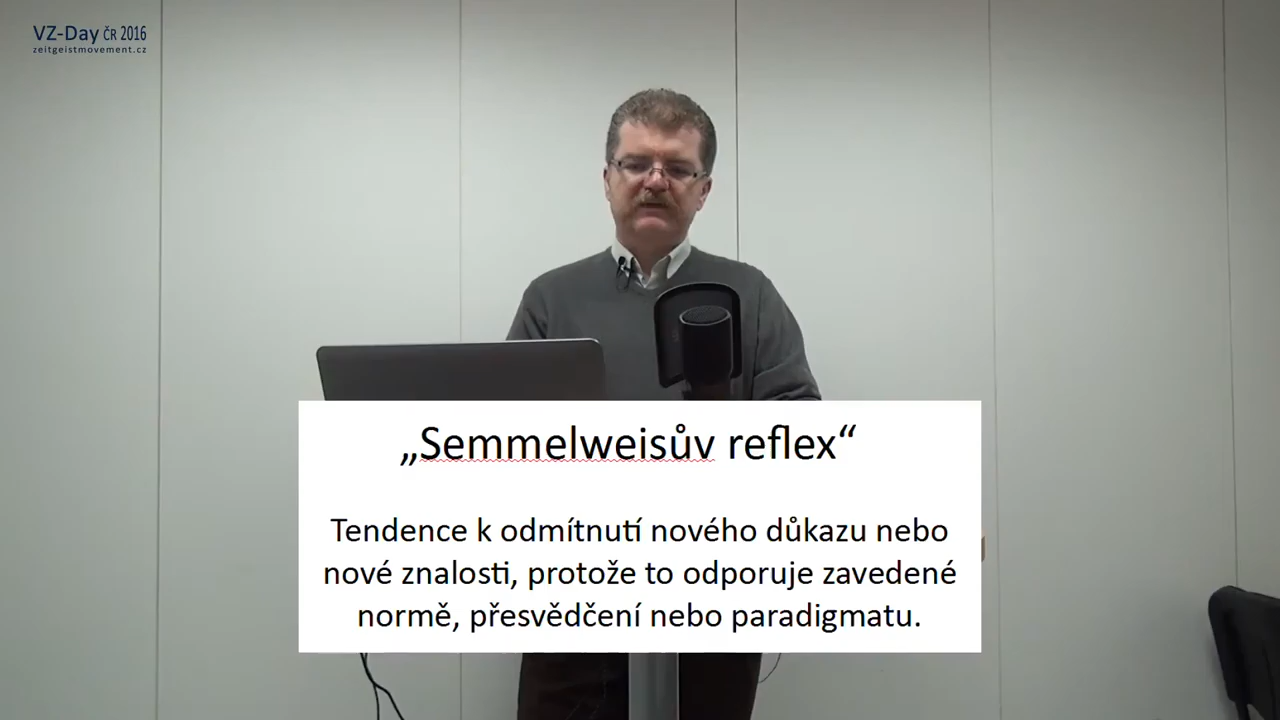 VZ-Day ČR 2016
zeitgeistmovement.cz
„Semmelweisův reflex“
Tendence k odmítnutí nového důkazu nebo
nové znalosti, protože to odporuje zavedené
normě, přesvědčení nebo paradigmatu.